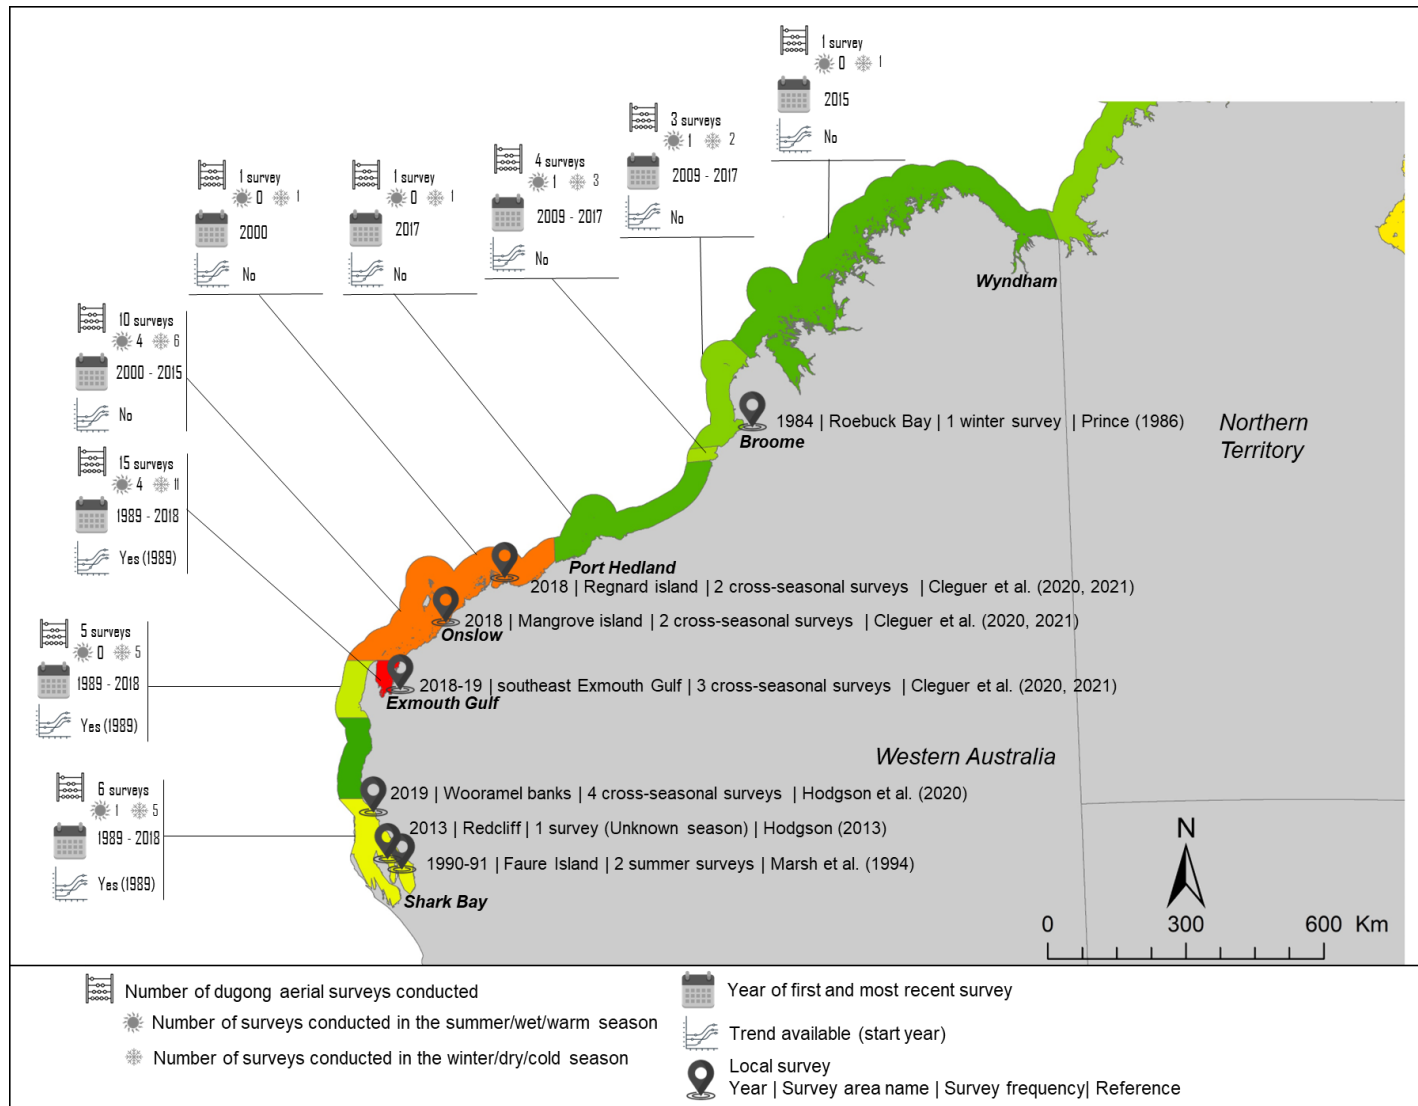 1 survey
0 1
2015
No
3 surveys
1 2
2009 - 2017
No
4 surveys
1 3
2009 - 2017
No
1 survey
0 1
2017
No
1 survey
0 1
2000
No
10 surveys
4 6
2000 - 2015
No
15 surveys
4 11
1989 - 2018
Yes (1989)
5 surveys
0 5
1989 - 2018
Yes (1989)
6 surveys
1 5
1989 - 2018
Yes (1989)
Wyndham
1984 | Roebuck Bay | 1 winter survey | Prince (1986)
Broome
Northern
Territory
Port Hedland
2018 | Regnard island | 2 cross-seasonal surveys | Cleguer et al. (2020, 2021)
2018 | Mangrove island | 2 cross-seasonal surveys | Cleguer et al. (2020, 2021)
Onslow
2018-19 | southeast Exmouth Gulf | 3 cross-seasonal surveys | Cleguer et al. (2020, 2021)
Exmouth Gulf
Western Australia
2019 | Wooramel banks | 4 cross-seasonal surveys | Hodgson et al. (2020)
2013 | Redcliff | 1 survey (Unknown season) | Hodgson (2013)
1990-91 | Faure Island | 2 summer surveys | Marsh et al. (1994)
Shark Bay
N
0 300 600 Km
Number of dugong aerial surveys conducted
Number of surveys conducted in the summer/wet/warm season
Number of surveys conducted in the winter/dry/cold season
Year of first and most recent survey
Trend available (start year)
Local survey
Year | Survey area name | Survey frequency| Reference